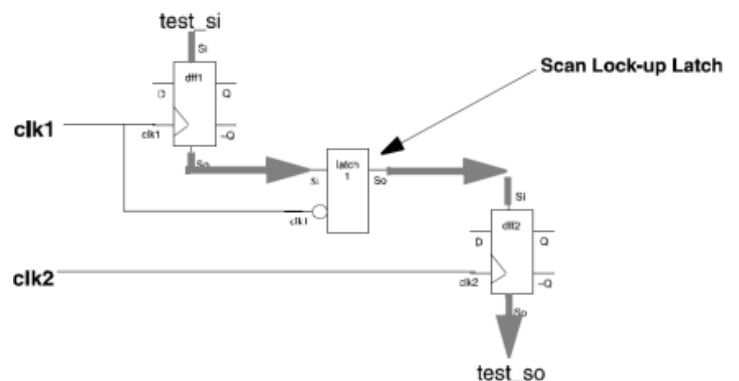 test_si
Si
dff1
D
Q
clk1
clk1
~Q
So
Scan Lock-up Latch
latch
1
Si
So
clk1
Si
dff2
D
Q
clk2
clk2
~Q
So
test_so